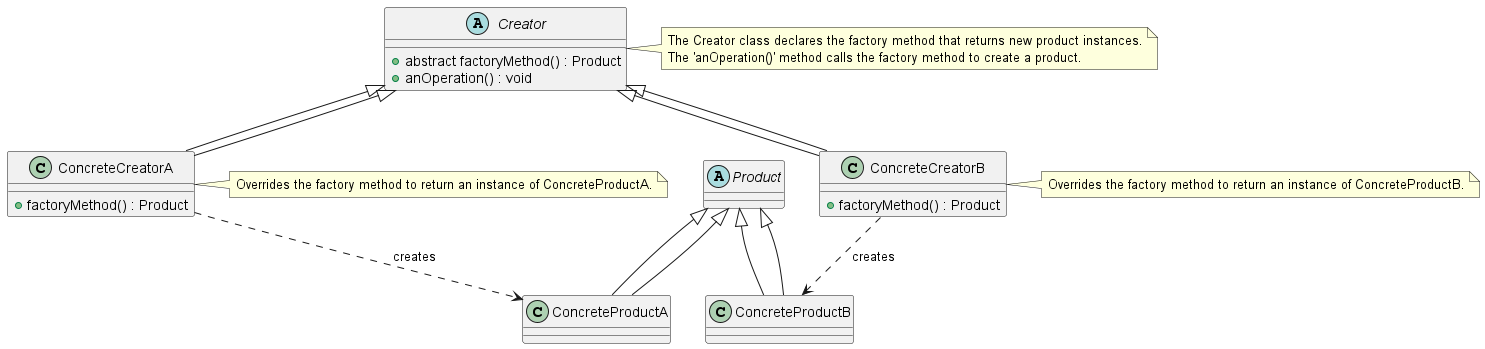 A Creator
abstract factoryMethod() : Product
anOperation() : void
The Creator class declares the factory method that returns new product instances.
The 'anOperation()' method calls the factory method to create a product.
C ConcreteCreatorA
factoryMethod() : Product
Overrides the factory method to return an instance of ConcreteProductA.
A Product
C ConcreteCreatorB
factoryMethod() : Product
Overrides the factory method to return an instance of ConcreteProductB.
creates
creates
C ConcreteProductA
C ConcreteProductB